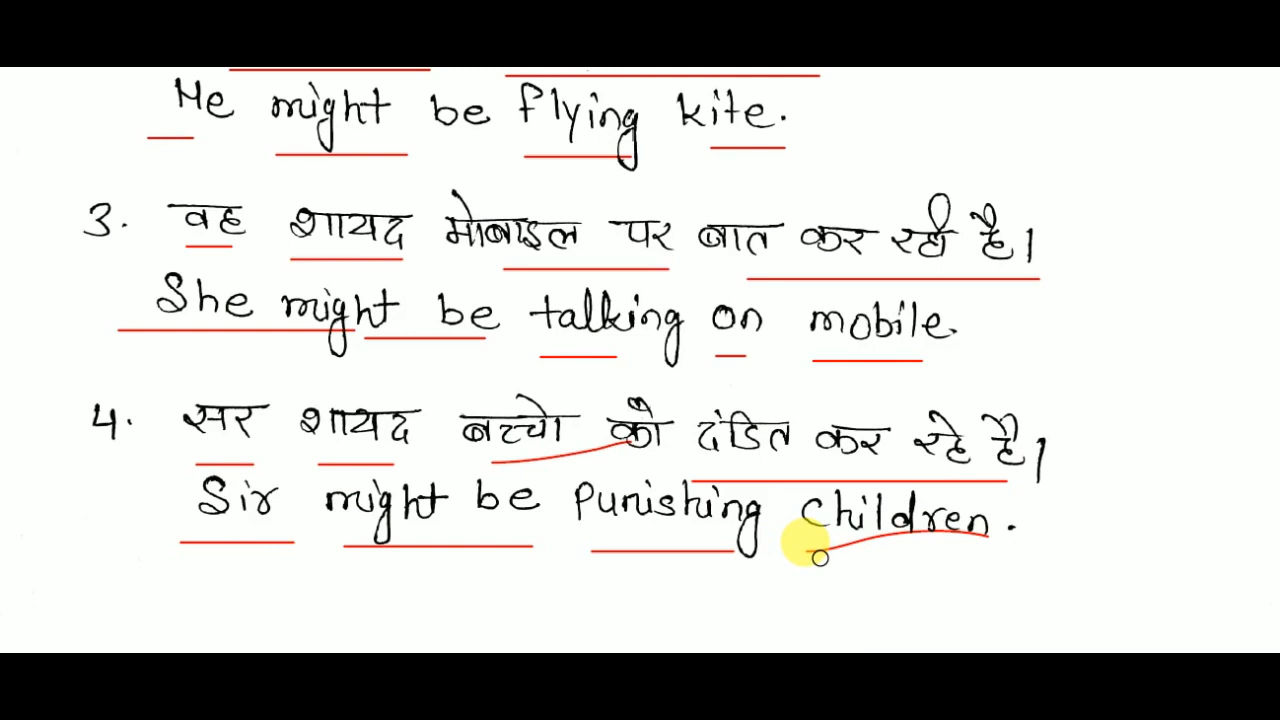 He might be flying kite.
3. वह शायद मोबाइल पर बात कर रही है।
She might be talking on mobile.
4. सर शायद बच्चो को दंडित कर रहे है।
Sir might be Punishing children.